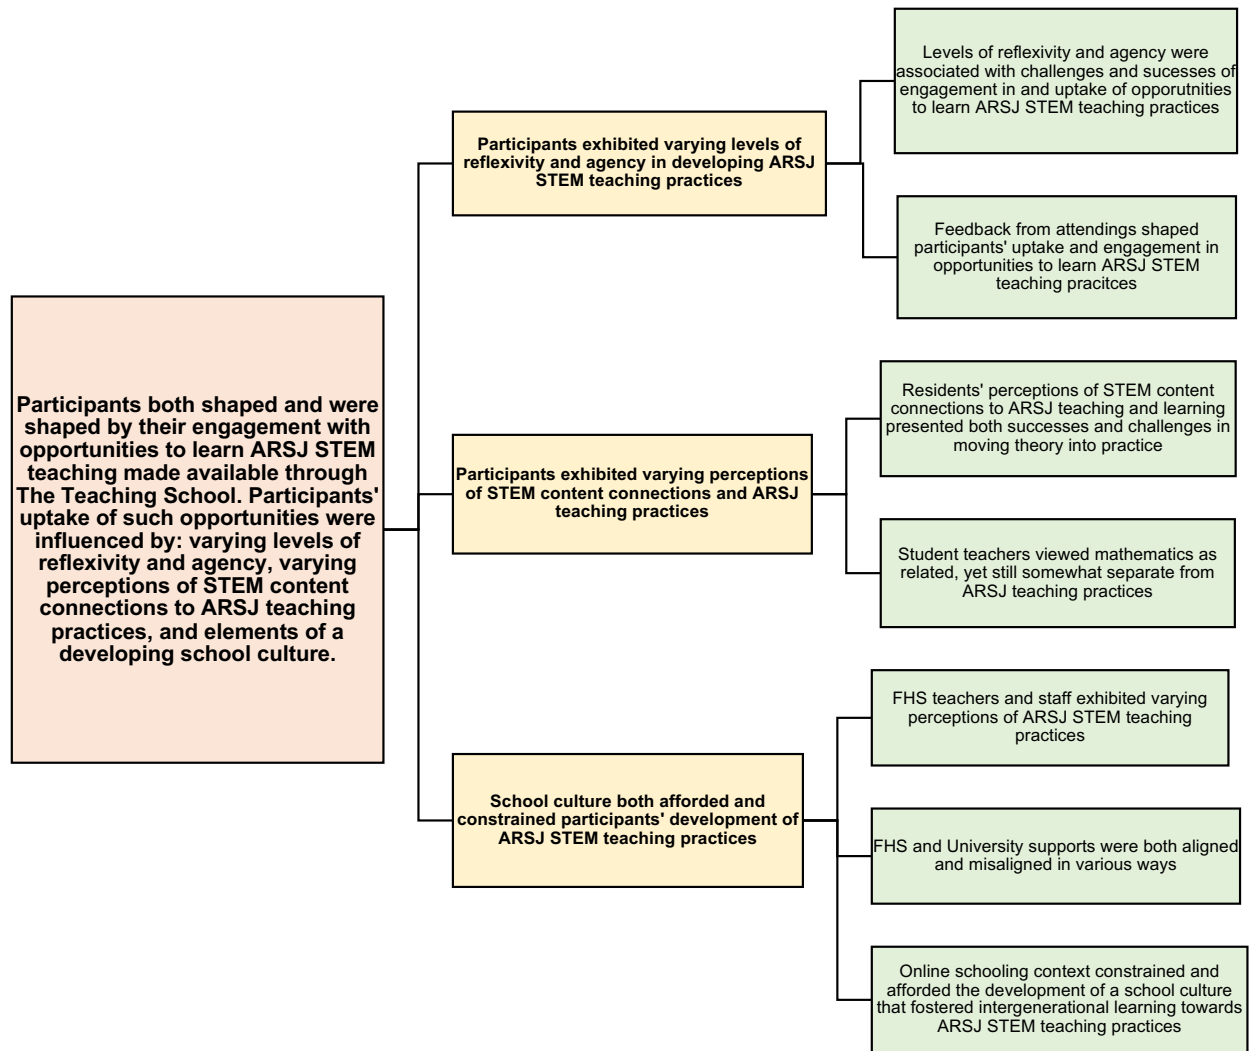 Participants both shaped and were
shaped by their engagement with
opportunities to learn ARSJ STEM
teaching made available through
The Teaching School. Participants'
uptake of such opportunities were
influenced by: varying levels of
reflexivity and agency, varying
perceptions of STEM content
connections to ARSJ teaching
practices, and elements of a
developing school culture.
Participants exhibited varying levels of
reflexivity and agency in developing ARSJ
STEM teaching practices
Levels of reflexivity and agency were
associated with challenges and sucesses of
engagement in and uptake of opporutnities
to learn ARSJ STEM teaching practices
Feedback from attendings shaped
participants' uptake and engagement in
opportunities to learn ARSJ STEM
teaching pracitces
Participants exhibited varying perceptions
of STEM content connections and ARSJ
teaching practices
Residents' perceptions of STEM content
connections to ARSJ teaching and learning
presented both successes and challenges in
moving theory into practice
Student teachers viewed mathematics as
related, yet still somewhat separate from
ARSJ teaching practices
School culture both afforded and
constrained participants' development of
ARSJ STEM teaching practices
FHS teachers and staff exhibited varying
perceptions of ARSJ STEM teaching
practices
FHS and University supports were both aligned
and misaligned in various ways
Online schooling context constrained and
afforded the development of a school culture
that fostered intergenerational learning towards
ARSJ STEM teaching practices